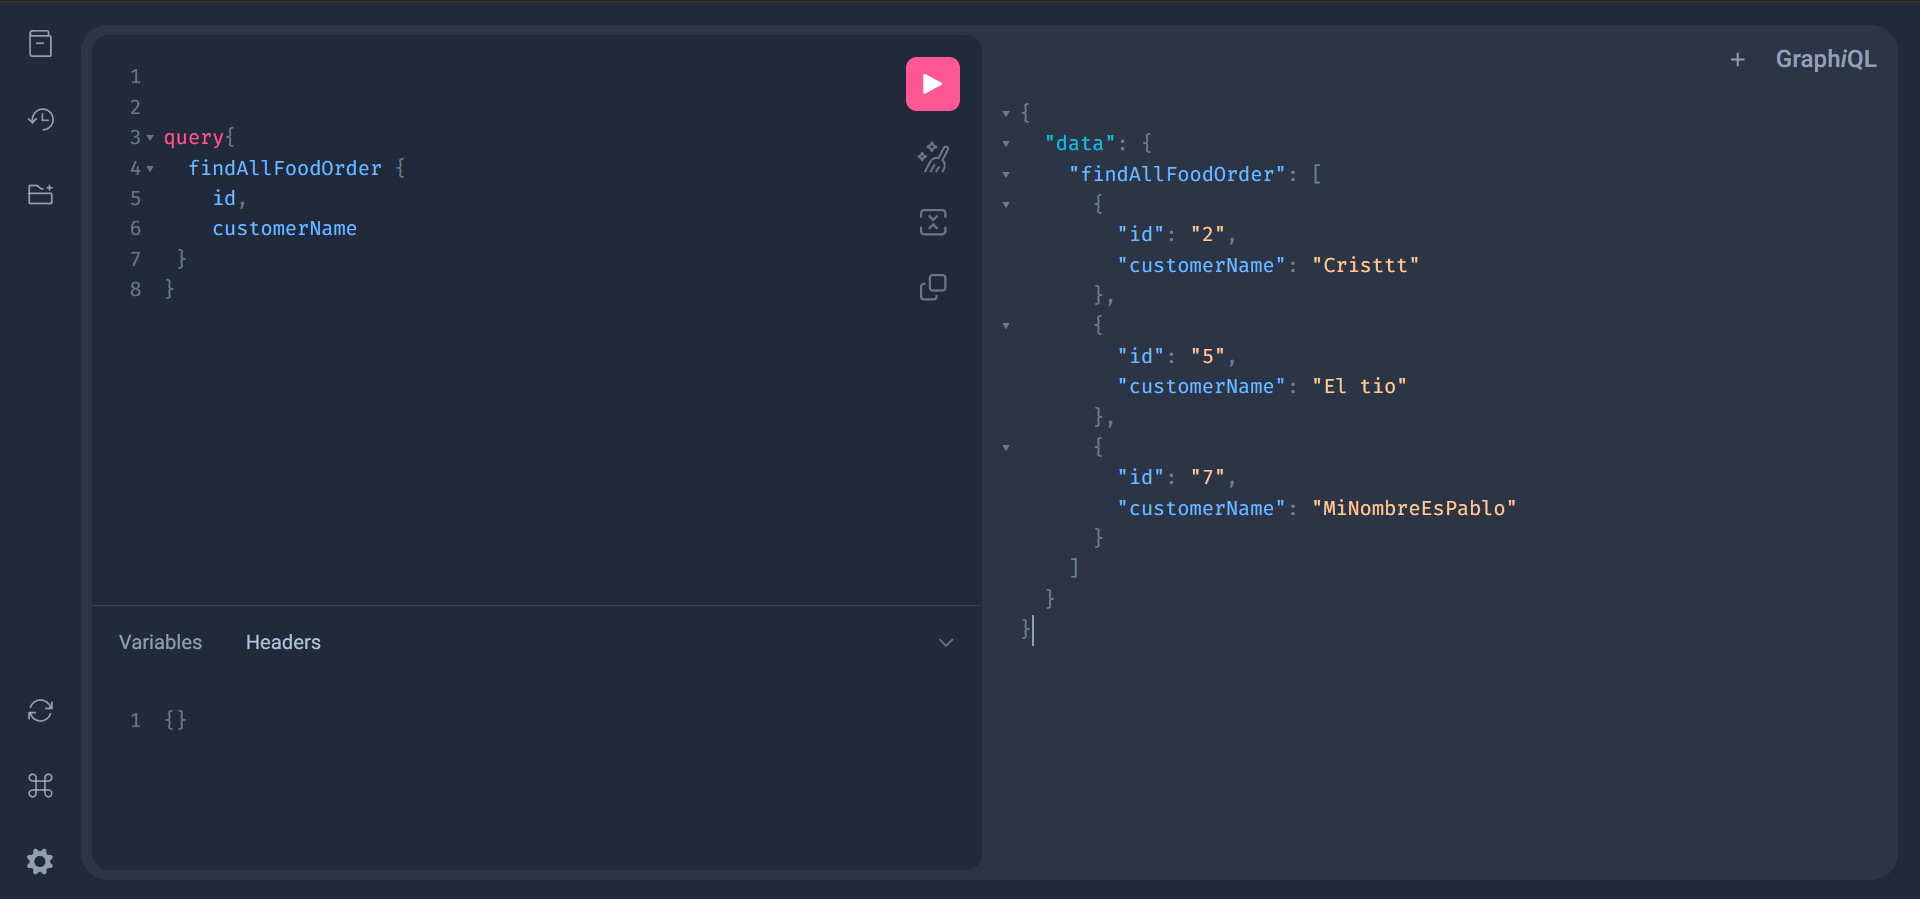 1
2
3 query{
4 findAllFoodOrder {
5 id,
6 customerName
7 }
8 }
Variables Headers
1 {}
+ GraphiQL
{
"data": {
"findAllFoodOrder": [
{
"id": "2",
"customerName": "Cristtt"
},
{
"id": "5",
"customerName": "El tio"
},
{
"id": "7",
"customerName": "MiNombreEsPablo"
}
]
}
}